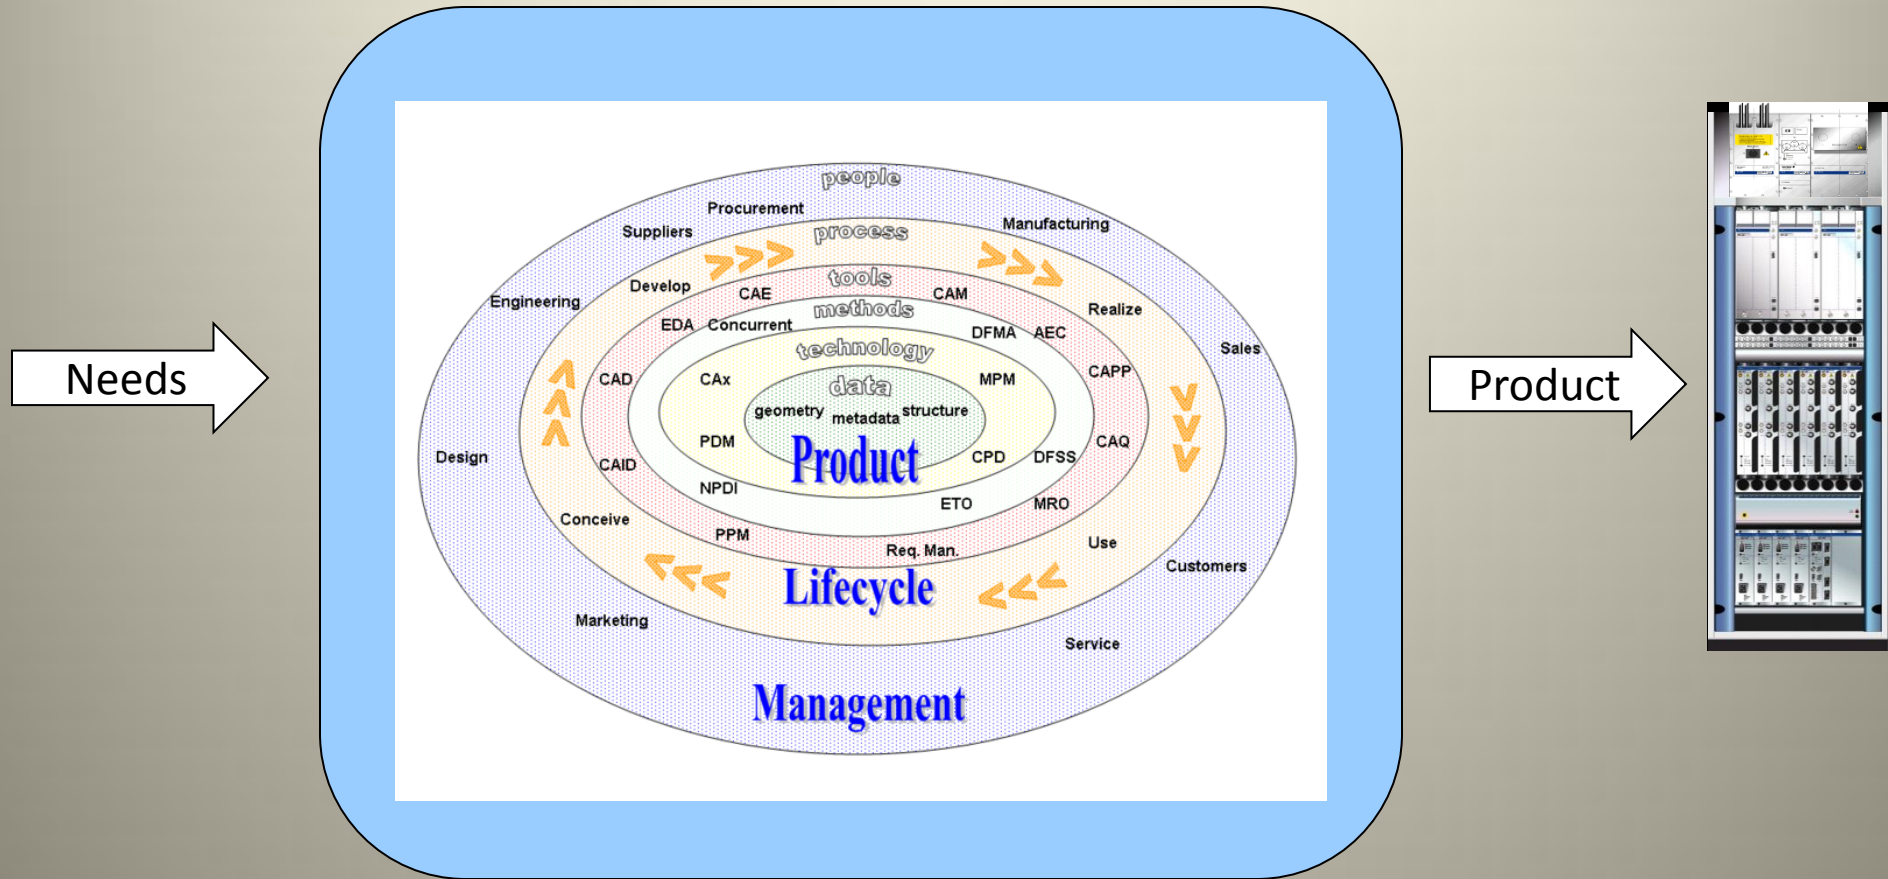 Needs
people
Procurement
Manufacturing
Suppliers
process
Engineering
Develop
tools
Realize
CAE
CAM
Sales
methods
EDA
Concurrent
DFMA
AEC
technology
CAD
CAx
data
MPM
CAPP
geometry metadata structure
PDM
Product
CPD
DFSS
CAQ
Design
CAID
NPDI
ETO
MRO
Conceive
PPM
Req. Man.
Use
Customers
Lifecycle
Marketing
Service
Management
Product